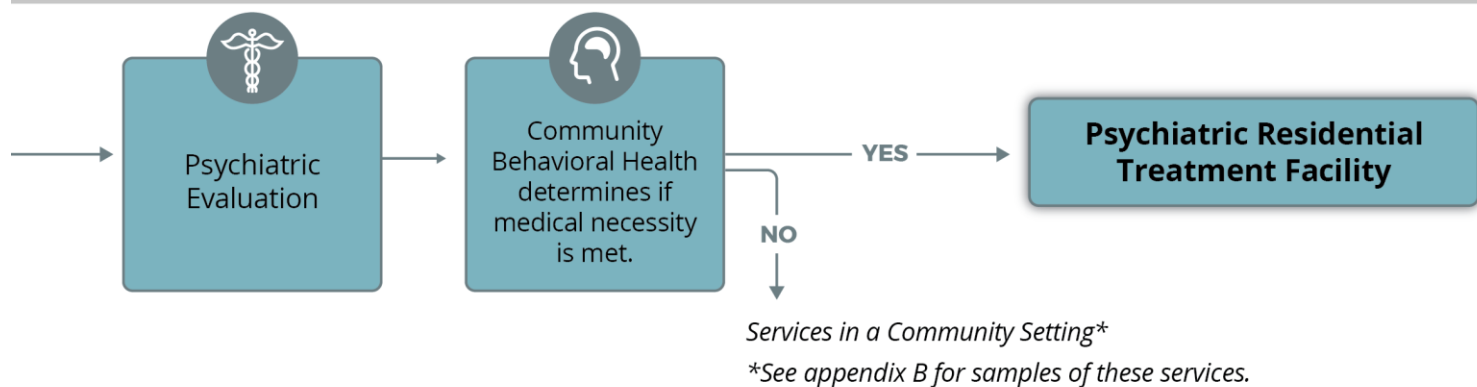 Psychiatric
Evaluation
Community
Behavioral Health
determines if
medical necessity
is met.
YES
NO
Psychiatric Residential
Treatment Facility
Services in a Community Setting*
*See appendix B for samples of these services.